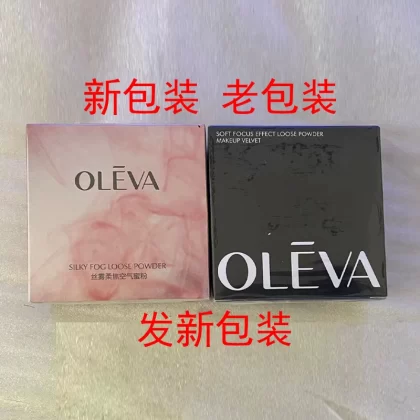 新包装 老包装
OLĒVA
SILKY FOG LOOSE POWDER
丝雾柔焦空气蜜粉
SOFT FOCUS EFFECT LOOSE POWDER
MAKEUP VELVET
OLĒVA
发新包装